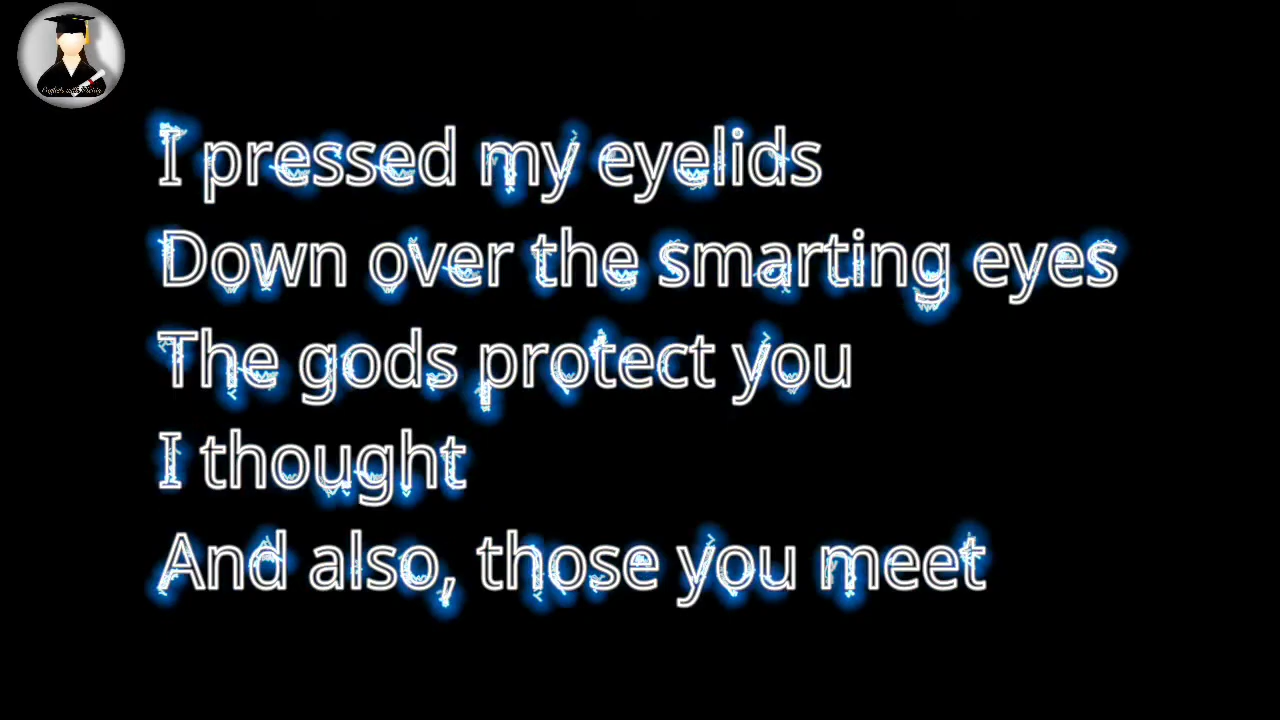 I pressed my eyelids
Down over the smarting eyes
The gods protect you
I thought
And also, those you meet